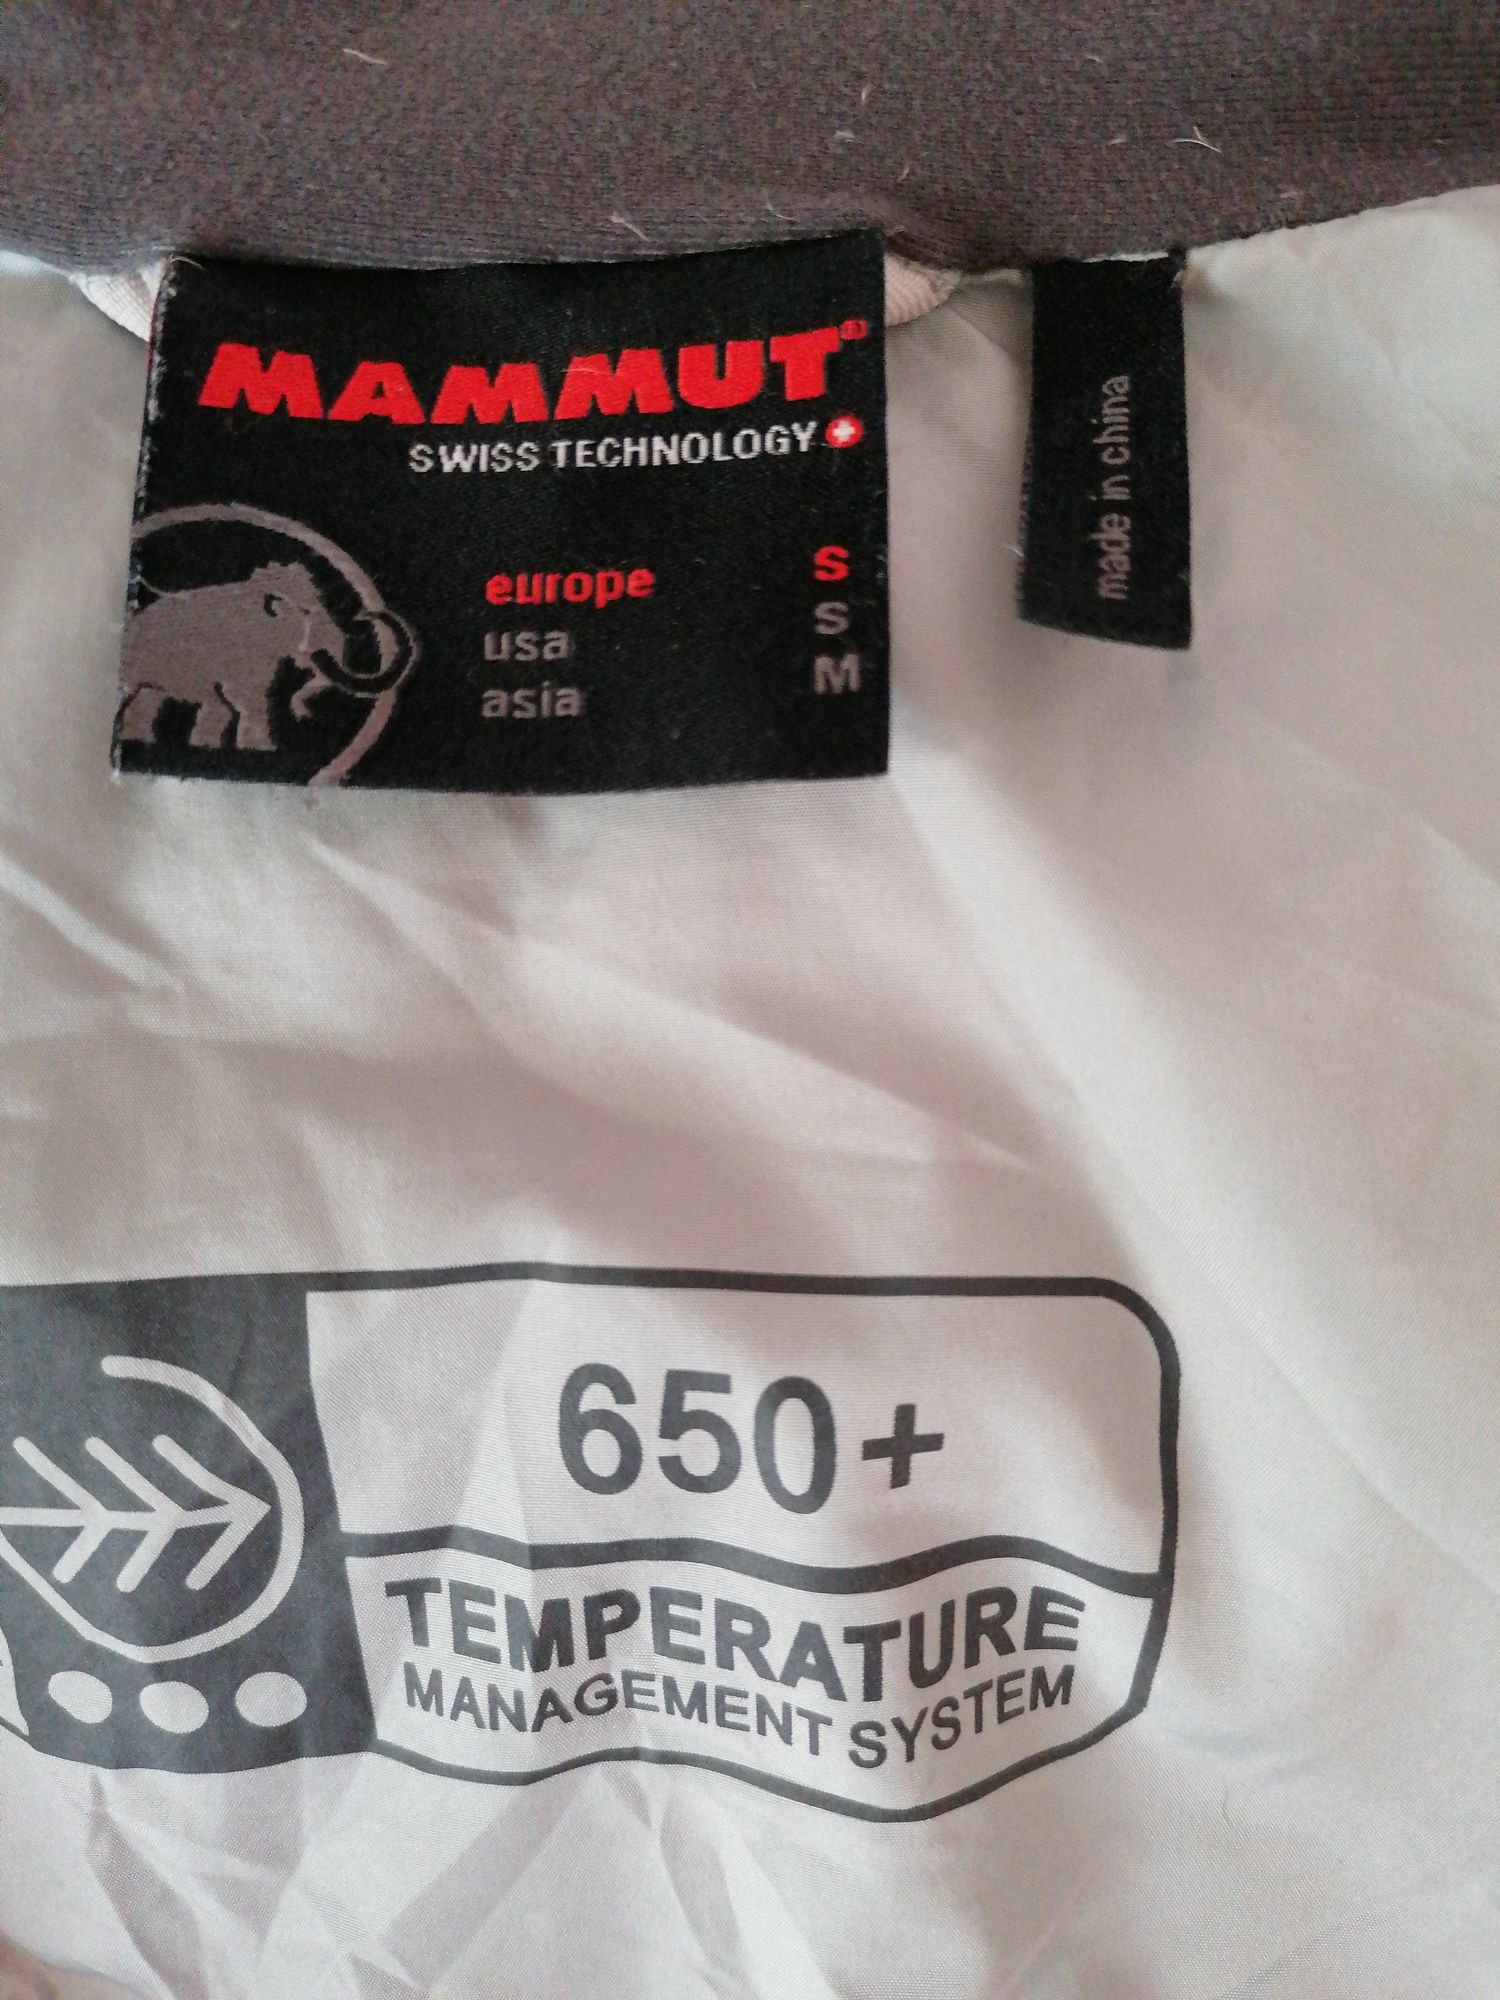 MAMMUT®
SWISS TECHNOLOGY
europe S
usa S
asia M
made in china
650+
TEMPERATURE
MANAGEMENT SYSTEM